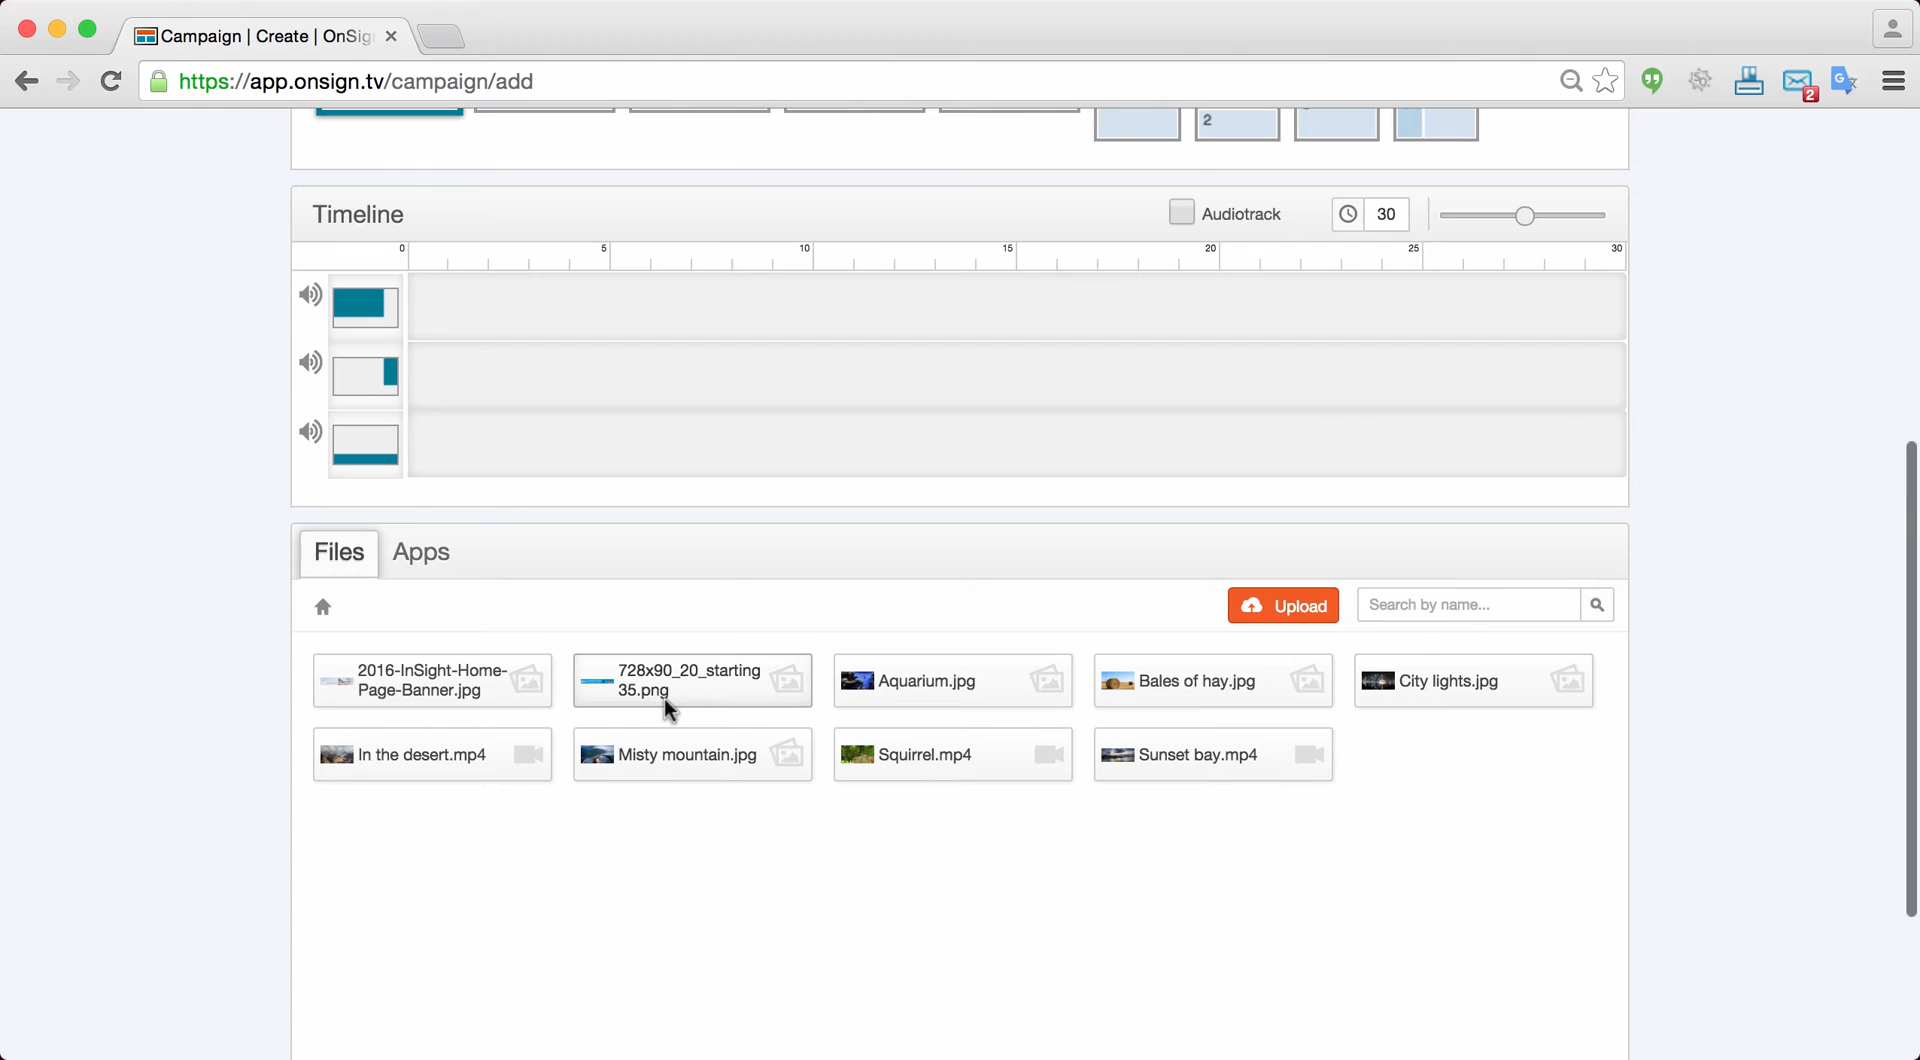 Campaign | Create | OnSig
https://app.onsign.tv/campaign/add
2
2
Timeline
Audiotrack
30
0 5 10 15 20 25 30
Files Apps
Upload
Search by name...
2016-InSight-Home-
Page-Banner.jpg
728x90_20_starting
35.png
Aquarium.jpg
Bales of hay.jpg
City lights.jpg
In the desert.mp4
Misty mountain.jpg
Squirrel.mp4
Sunset bay.mp4